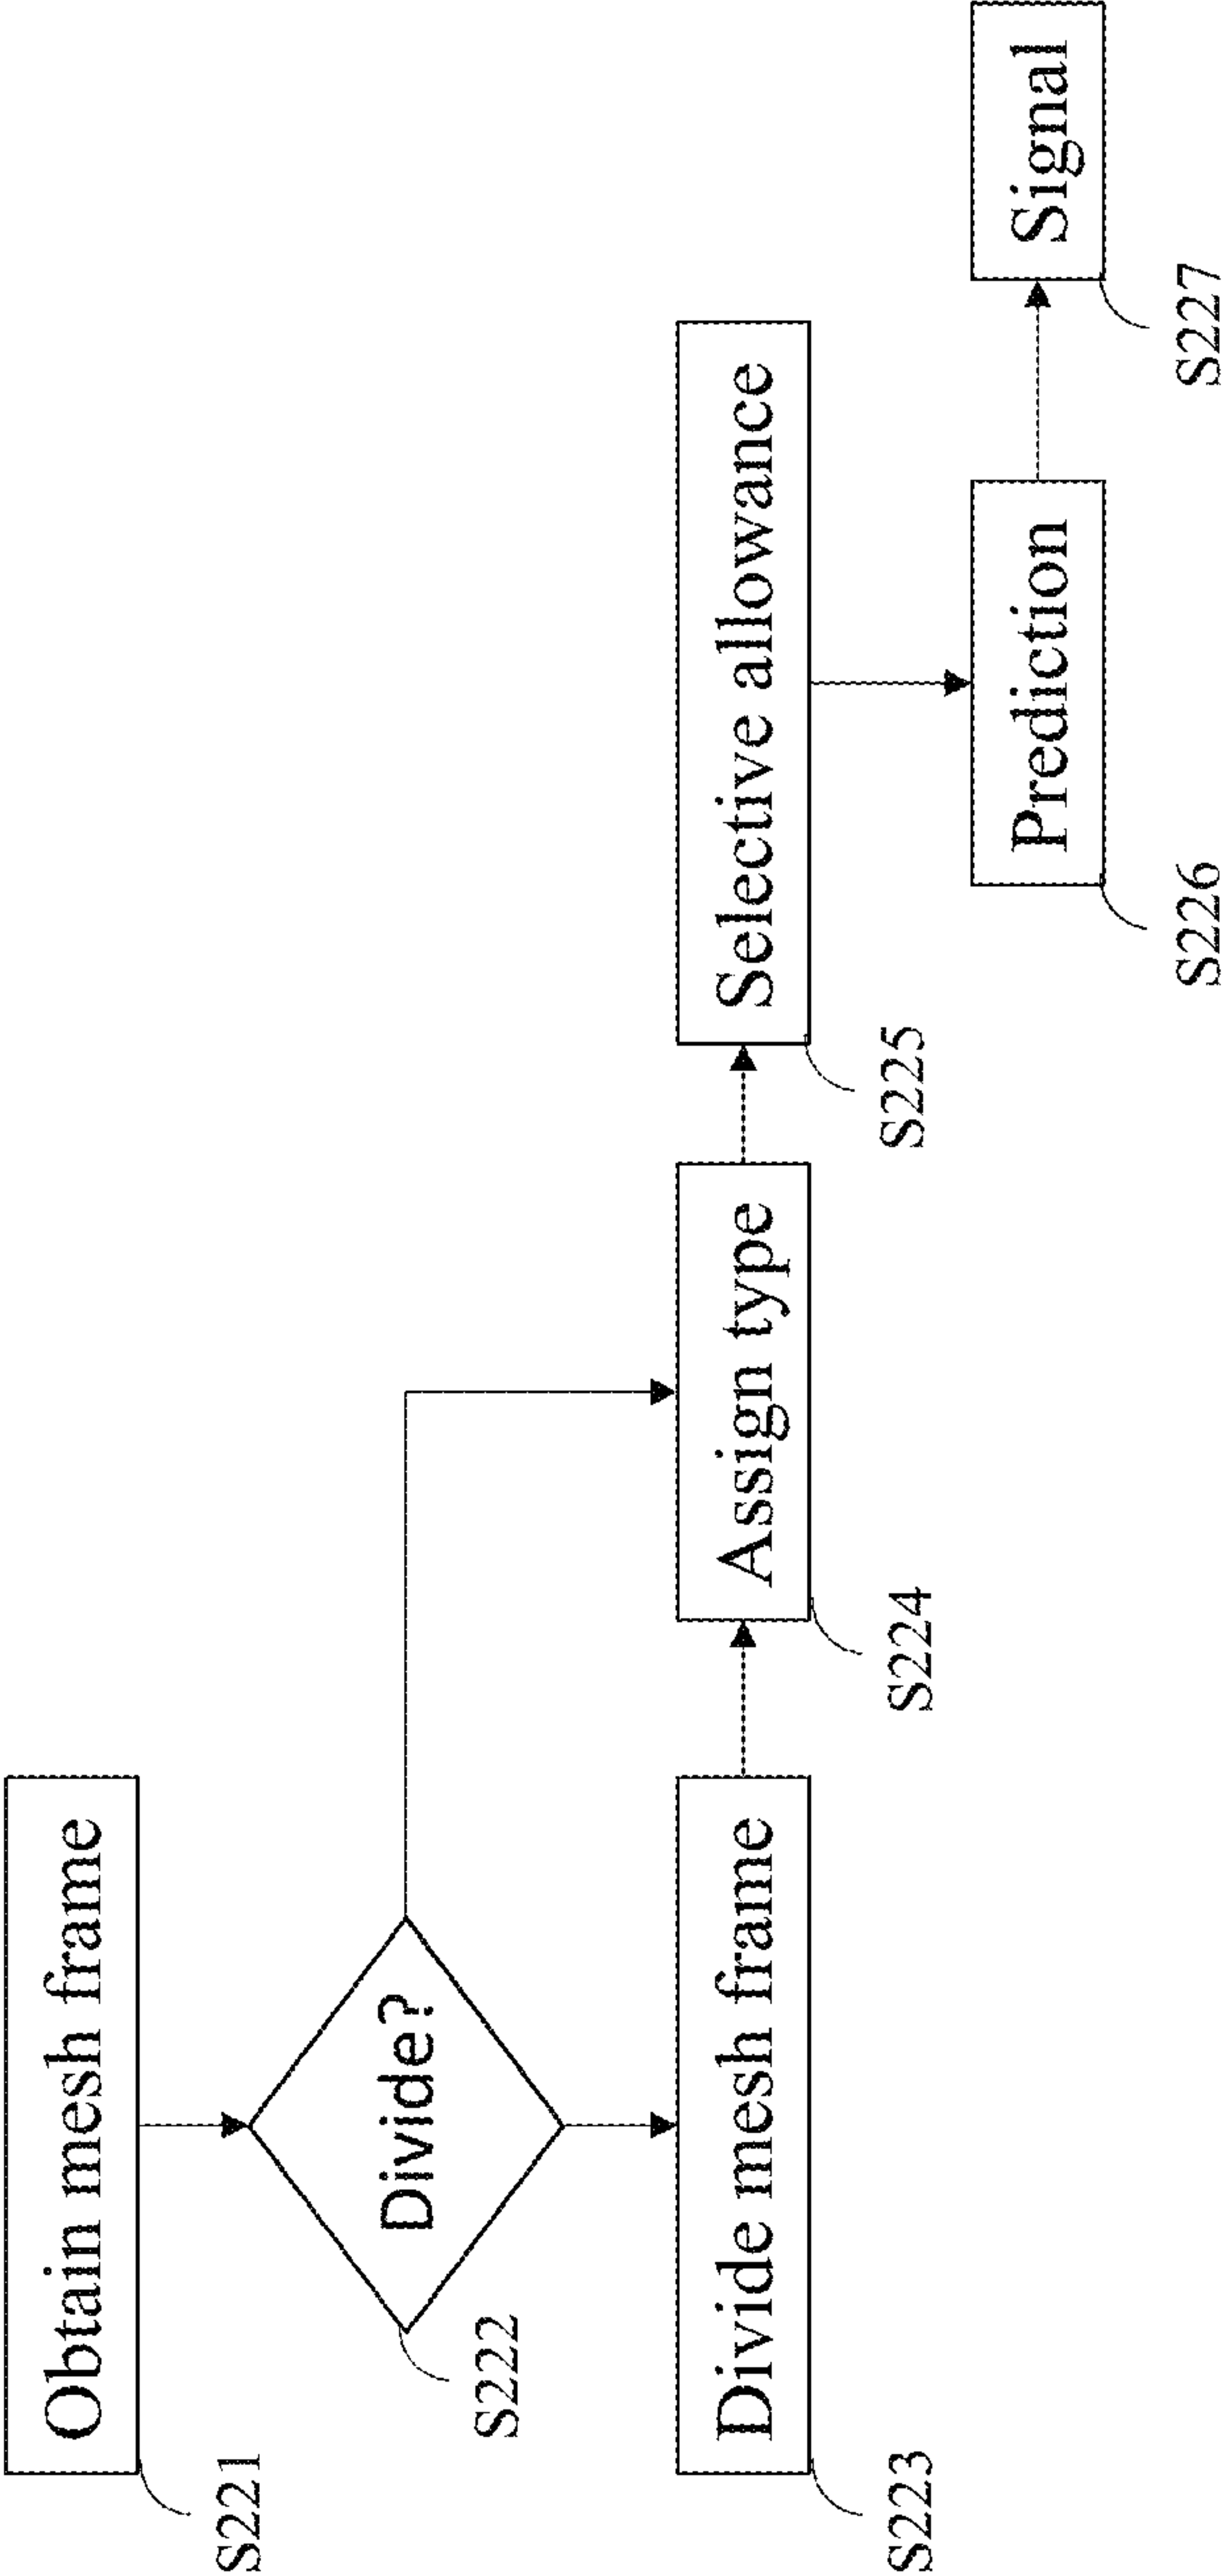 Obtain mesh frame
S221
Divide?
S222
Divide mesh frame
S223
Assign type
S224
Selective allowance
S225
Prediction
S226
Signal
S227